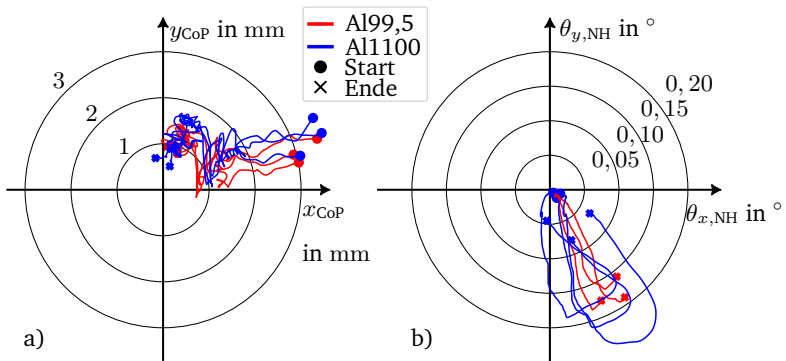 y_CoP in mm
3
2
1
x_CoP
in mm
a)
Al99,5
Al1100
Start
Ende
θ_y,NH in °
0,20
0,15
0,10
0,05
θ_x,NH in °
b)